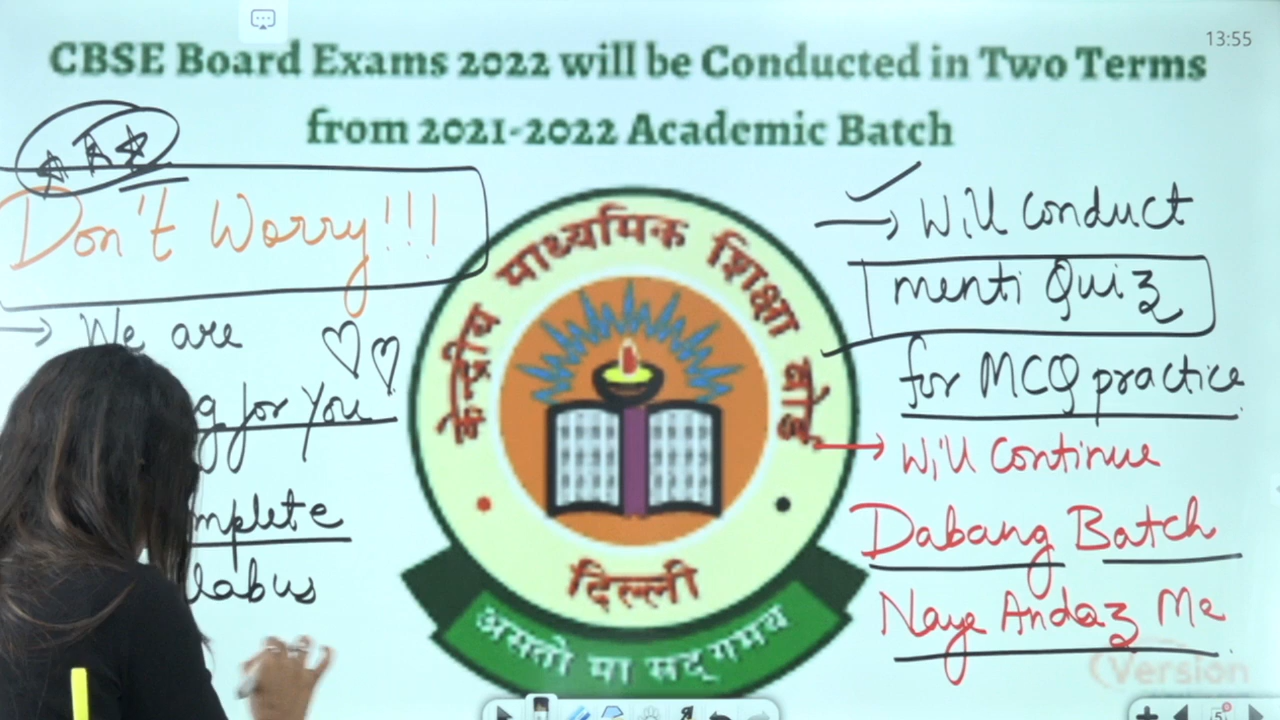 13:55
CBSE Board Exams 2022 will be Conducted in Two Terms
from 2021-2022 Academic Batch
Don't Worry!!!
→ We are
g for You
mplete
labus
केन्द्रीय माध्यमिक शिक्षा बोर्ड
दिल्ली
असतो मा सद् गमय
→ Will conduct
menti Quiz
for MCQ practice
→ Will Continue
Dabang Batch
Naye Andaz Me
Version
5